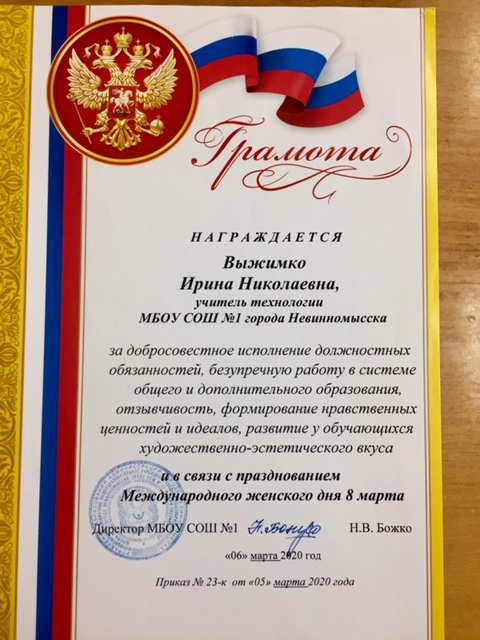 Грамота
НАГРАЖДАЕТСЯ
Выжимко
Ирина Николаевна,
учитель технологии
МБОУ СОШ №1 города Невинномысска
за добросовестное исполнение должностных
обязанностей, безупречную работу в системе
общего и дополнительного образования,
отзывчивость, формирование нравственных
ценностей и идеалов, развитие у обучающихся
художественно-эстетического вкуса
и в связи с празднованием
Международного женского дня 8 марта
Директор МБОУ СОШ №1 Н.В. Божко
«06» марта 2020 год
Приказ № 23-к от «05» марта 2020 года